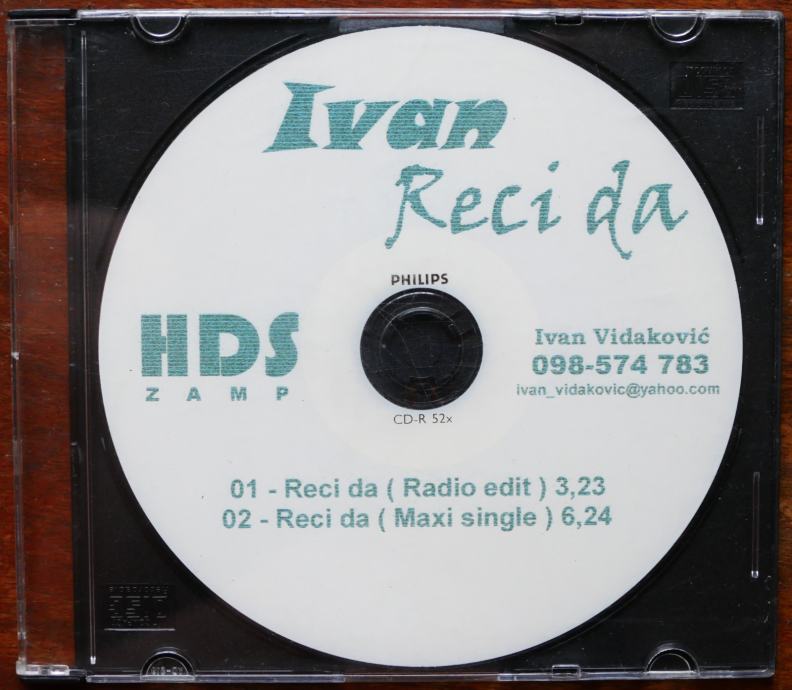 Ivan
Reci da
PHILIPS
HDS
ZAMP
Ivan Vidaković
098-574 783
ivan_vidakovic@yahoo.com
CD-R 52x
01 - Reci da ( Radio edit ) 3,23
02 - Reci da ( Maxi single ) 6,24